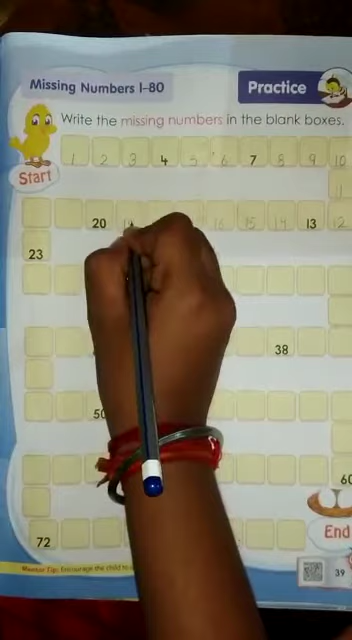 Missing Numbers 1-80
Practice
Write the missing numbers in the blank boxes.
Start
1 2 3 4 5 6 7 8 9 10
11
20 19 16 15 14 13 12
23
38
50
60
72
End
39